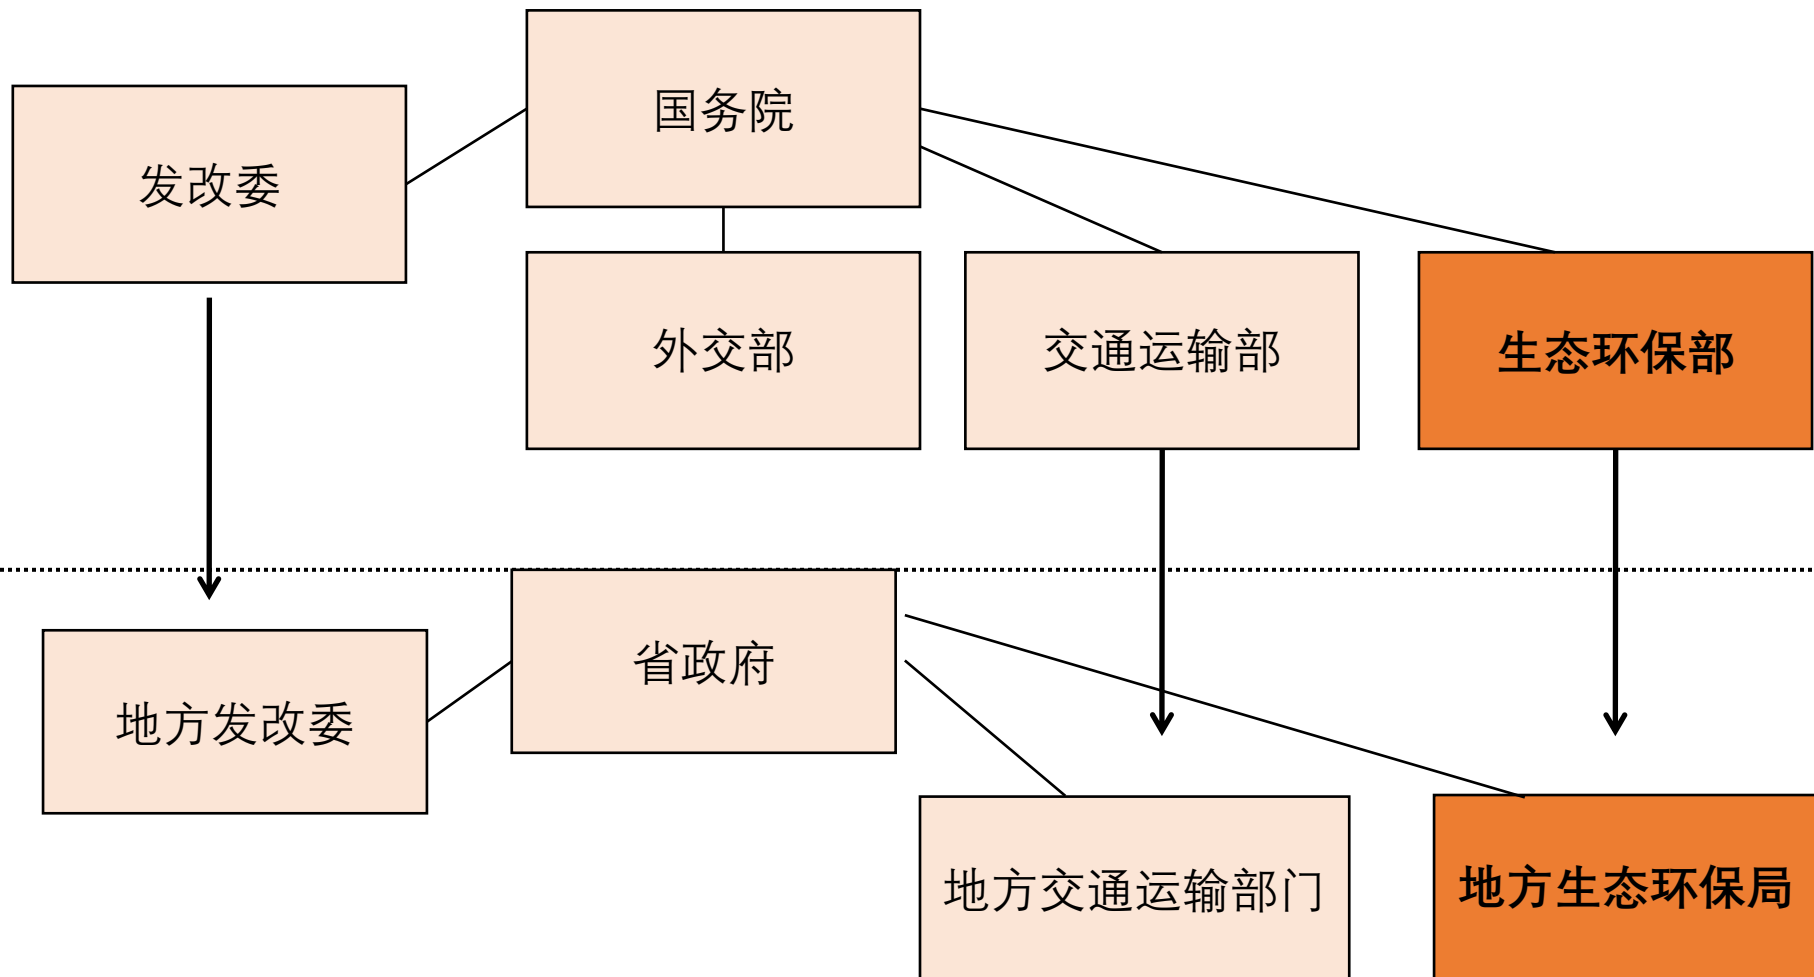 国务院
发改委
外交部
交通运输部
生态环保部
省政府
地方发改委
地方交通运输部门
地方生态环保局